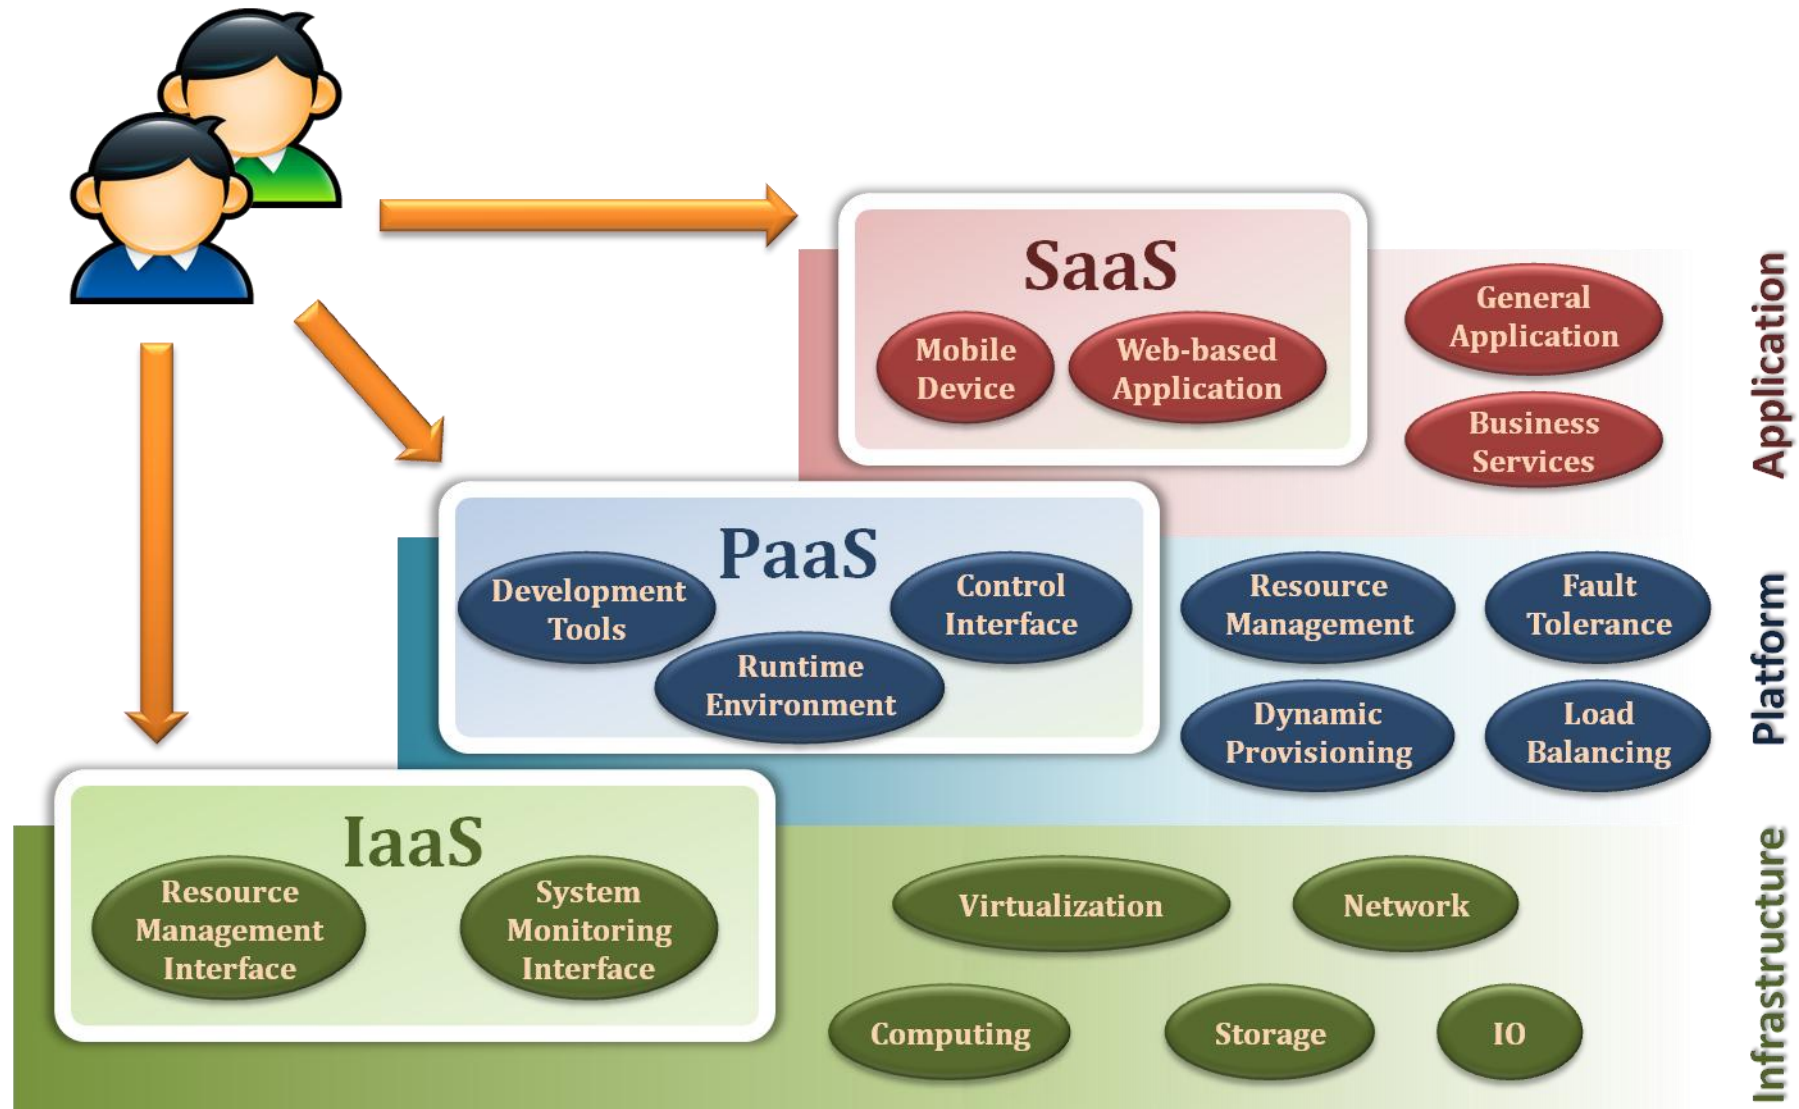 SaaS
Mobile
Device
Web-based
Application
General
Application
Business
Services
Application
PaaS
Development
Tools
Runtime
Environment
Control
Interface
Resource
Management
Fault
Tolerance
Dynamic
Provisioning
Load
Balancing
Platform
IaaS
Resource
Management
Interface
System
Monitoring
Interface
Virtualization
Network
Computing
Storage
IO
Infrastructure